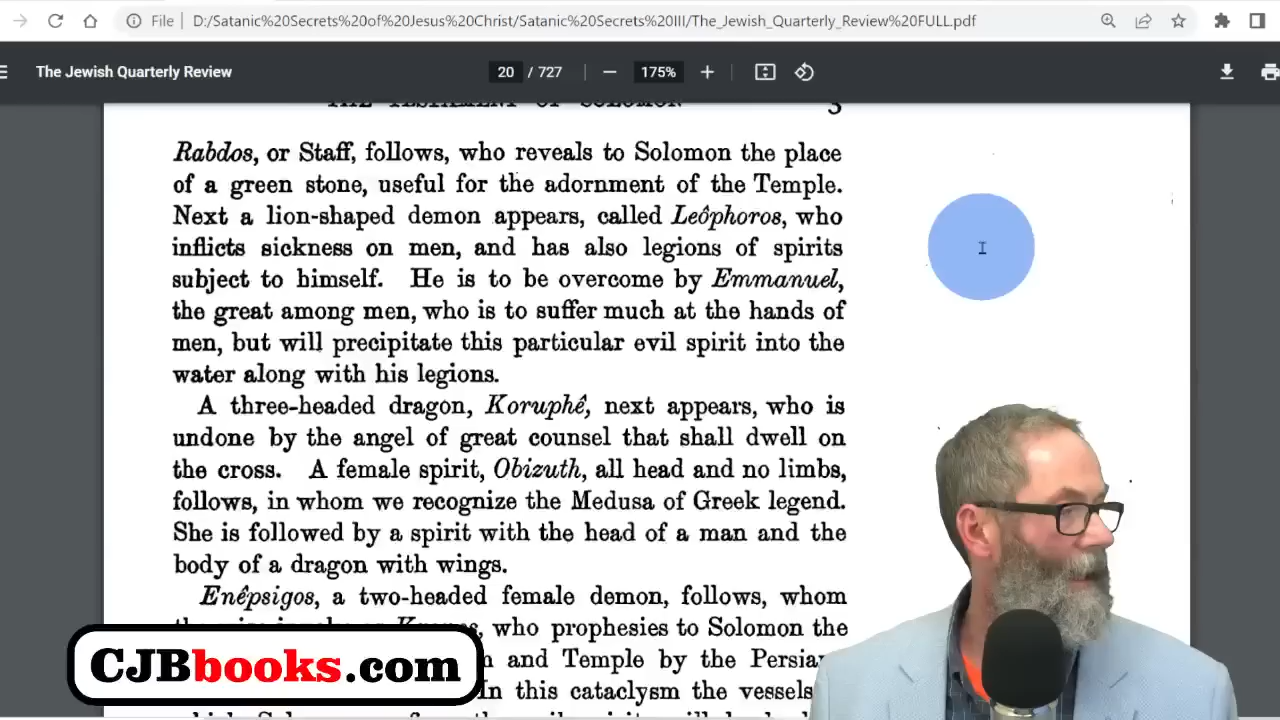 File | D:/Satanic%20Secrets%20of%20Jesus%20Christ/Satanic%20Secrets%20III/The_Jewish_Quarterly_Review%20FULL.pdf
The Jewish Quarterly Review
20 / 727
175%
THE TESTAMENT OF SOLOMON 3
Rabdos, or Staff, follows, who reveals to Solomon the place
of a green stone, useful for the adornment of the Temple.
Next a lion-shaped demon appears, called Leôphoros, who
inflicts sickness on men, and has also legions of spirits
subject to himself. He is to be overcome by Emmanuel,
the great among men, who is to suffer much at the hands of
men, but will precipitate this particular evil spirit into the
water along with his legions.
A three-headed dragon, Koruphê, next appears, who is
undone by the angel of great counsel that shall dwell on
the cross. A female spirit, Obizuth, all head and no limbs,
follows, in whom we recognize the Medusa of Greek legend.
She is followed by a spirit with the head of a man and the
body of a dragon with wings.
Enêpsigos, a two-headed female demon, follows, whom
who prophesies to Solomon the
and Temple by the
In this cataclysm the vessels
CJBbooks.com